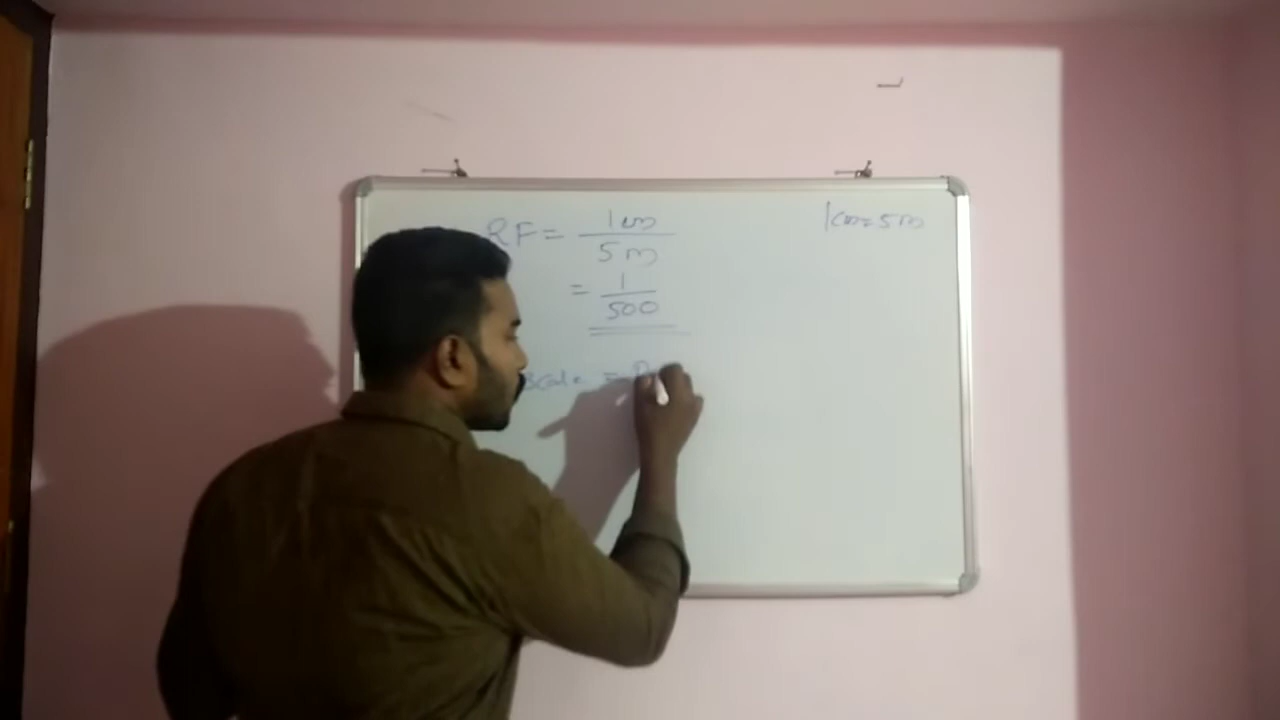 RF = 1 cm / 5 m
1 cm = 5 m
= 1 / 500
scale =